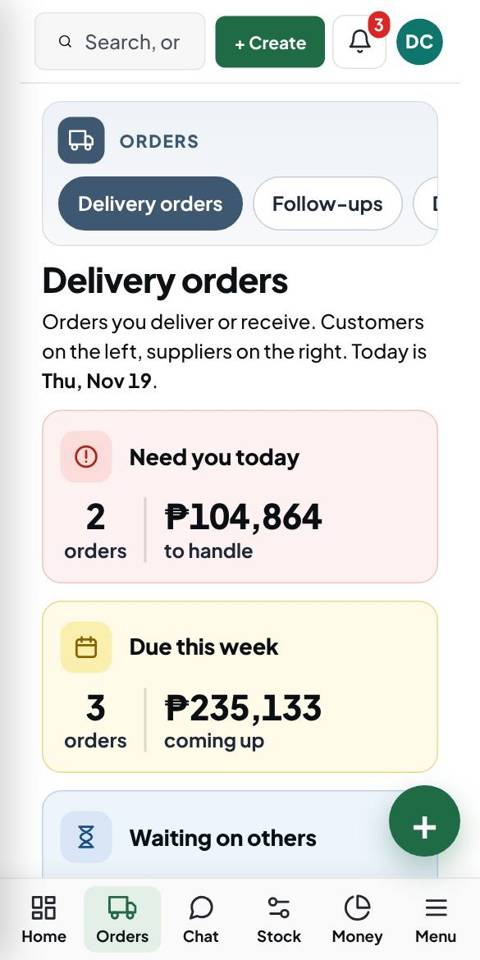 Search, or
+ Create
3
DC
ORDERS
Delivery orders
Follow-ups
Delivery orders
Orders you deliver or receive. Customers
on the left, suppliers on the right. Today is
Thu, Nov 19.
Need you today
2
₱104,864
orders
to handle
Due this week
3
₱235,133
orders
coming up
Waiting on others
+
Home
Orders
Chat
Stock
Money
Menu